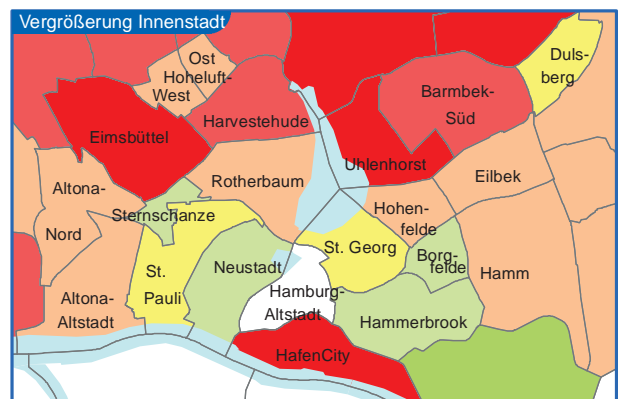 Vergrößerung Innenstadt
Ost
Hoheluft-
West
Duls-
berg
Barmbek-
Süd
Eimsbüttel
Harvestehude
Uhlenhorst
Eilbek
Altona-
Nord
Rotherbaum
Sternschanze
Hohen-
felde
St. Georg
Borg-
felde
Hamm
St.
Pauli
Neustadt
Hamburg-
Altstadt
Altona-
Altstadt
Hammerbrook
HafenCity